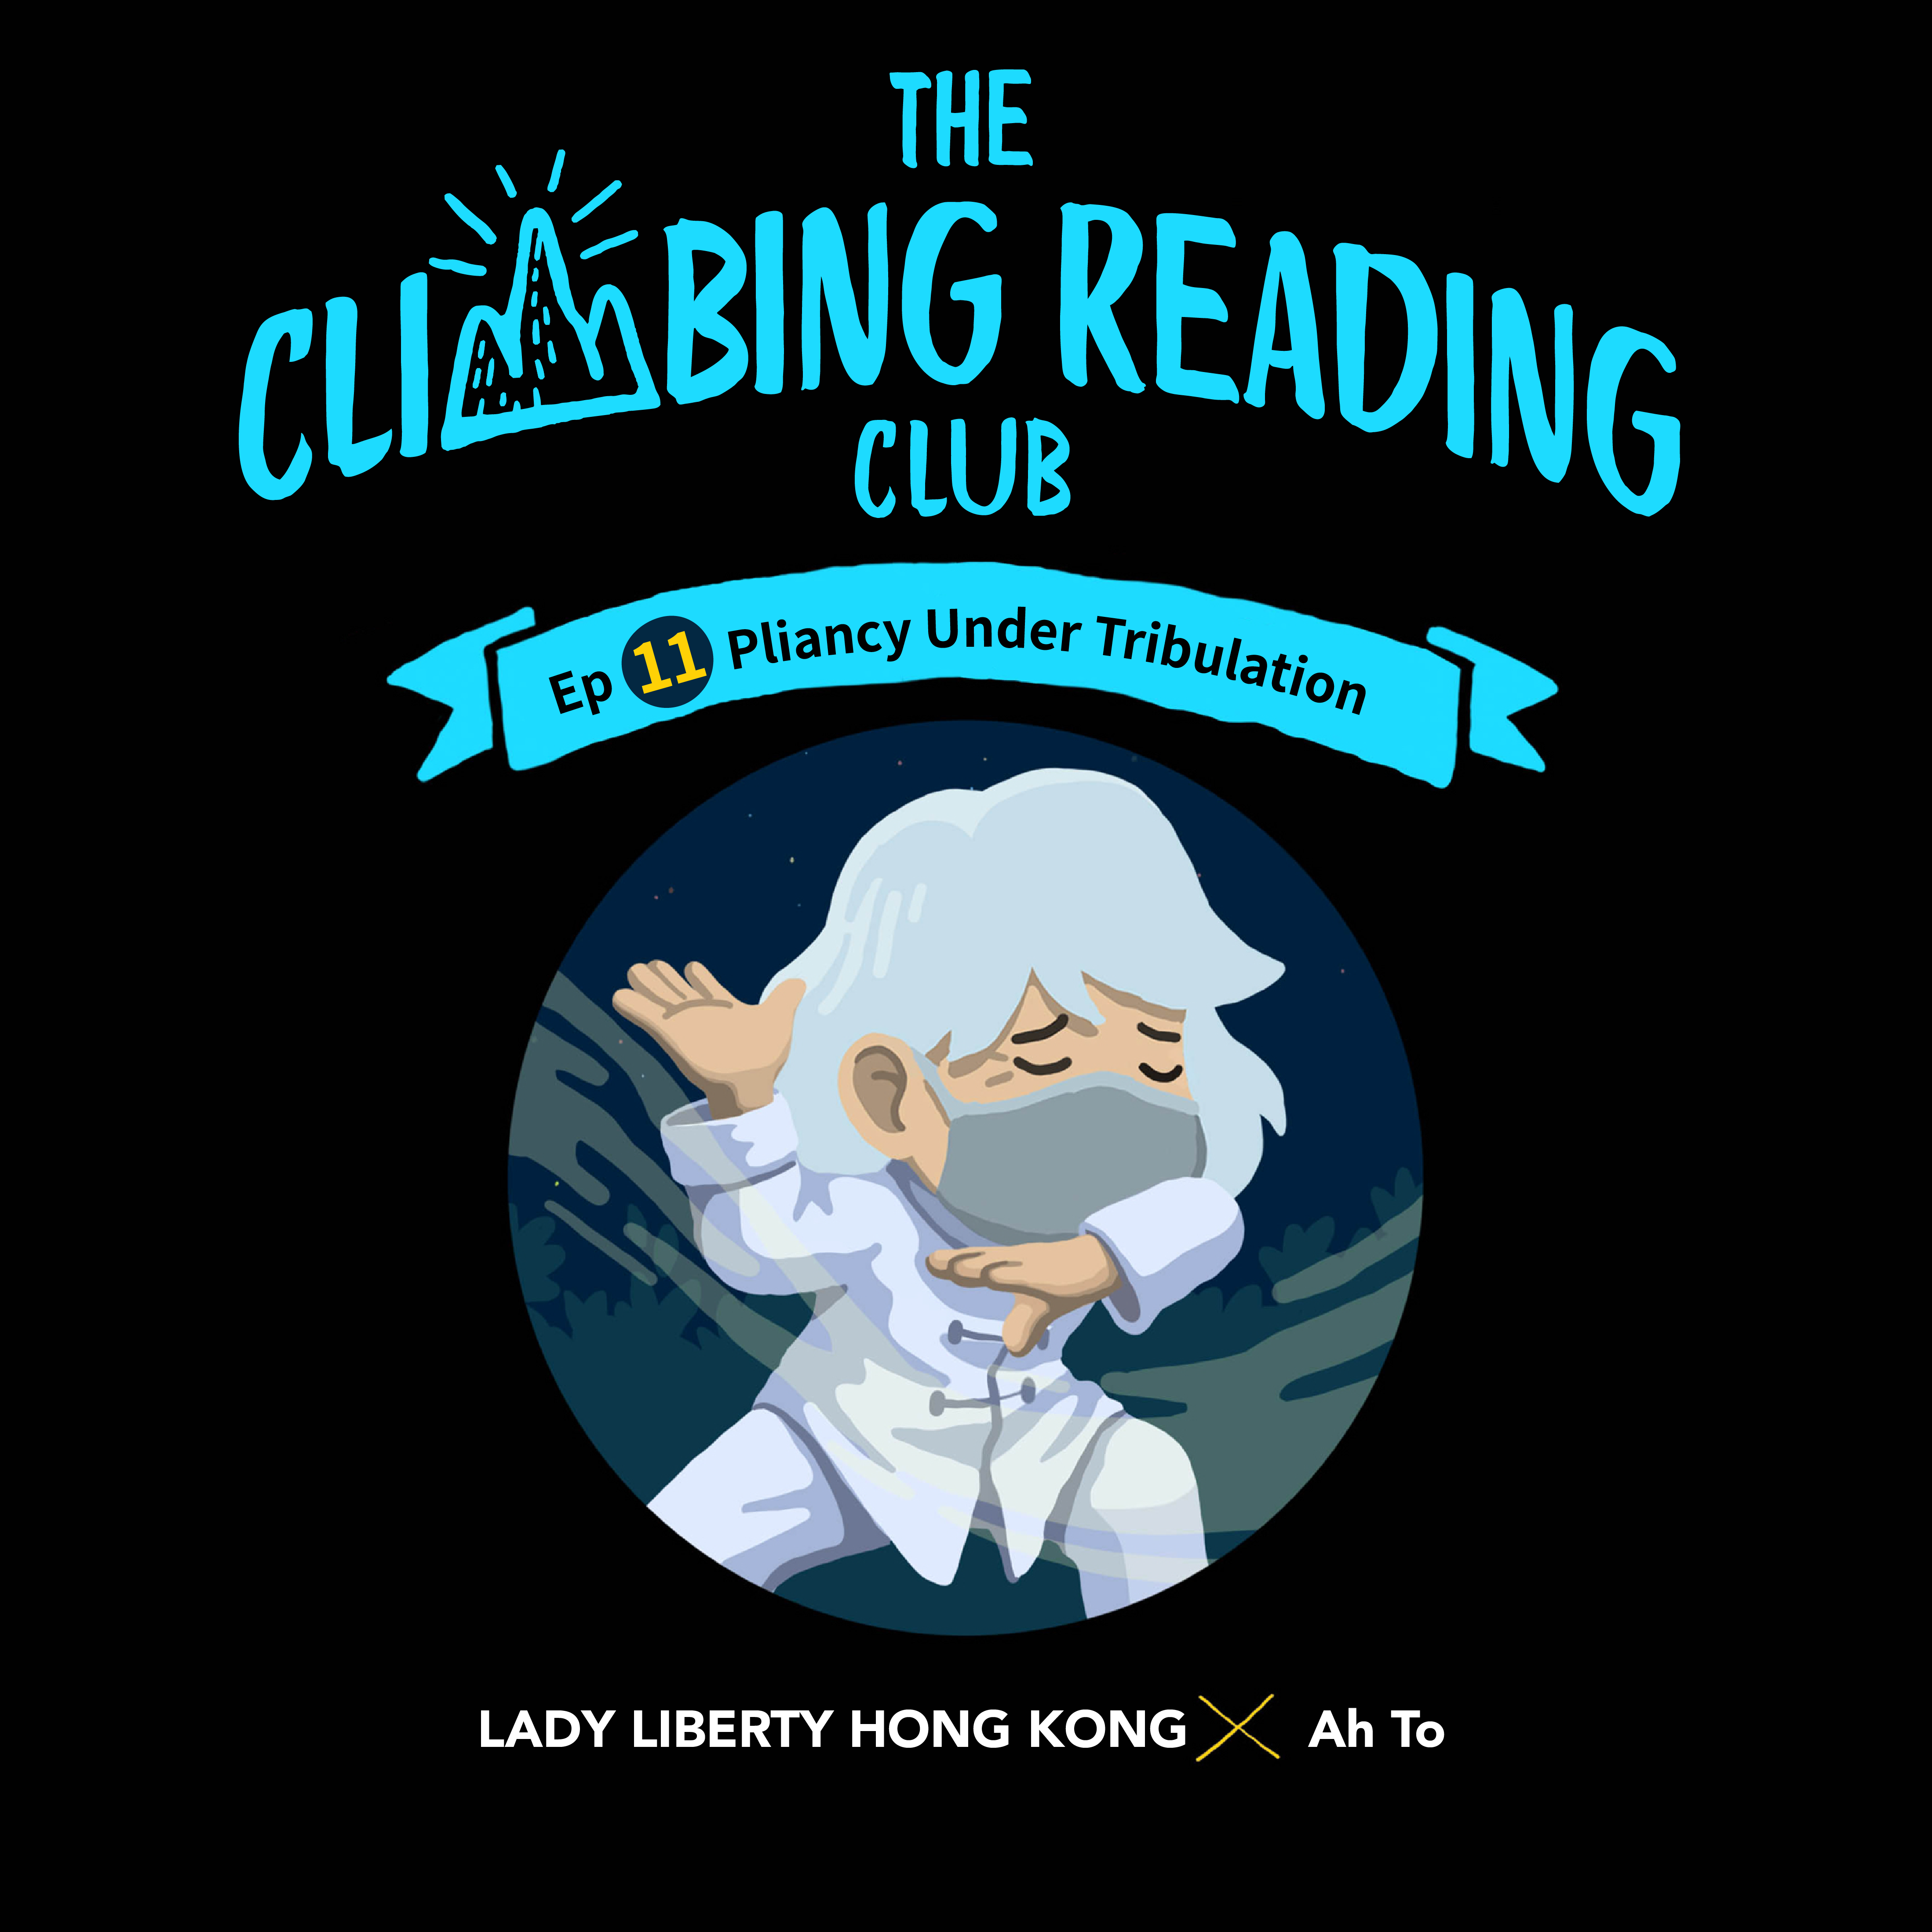 THE
CLIMBING READING
CLUB
Ep 11 Pliancy Under Tribulation
LADY LIBERTY HONG KONG X Ah To